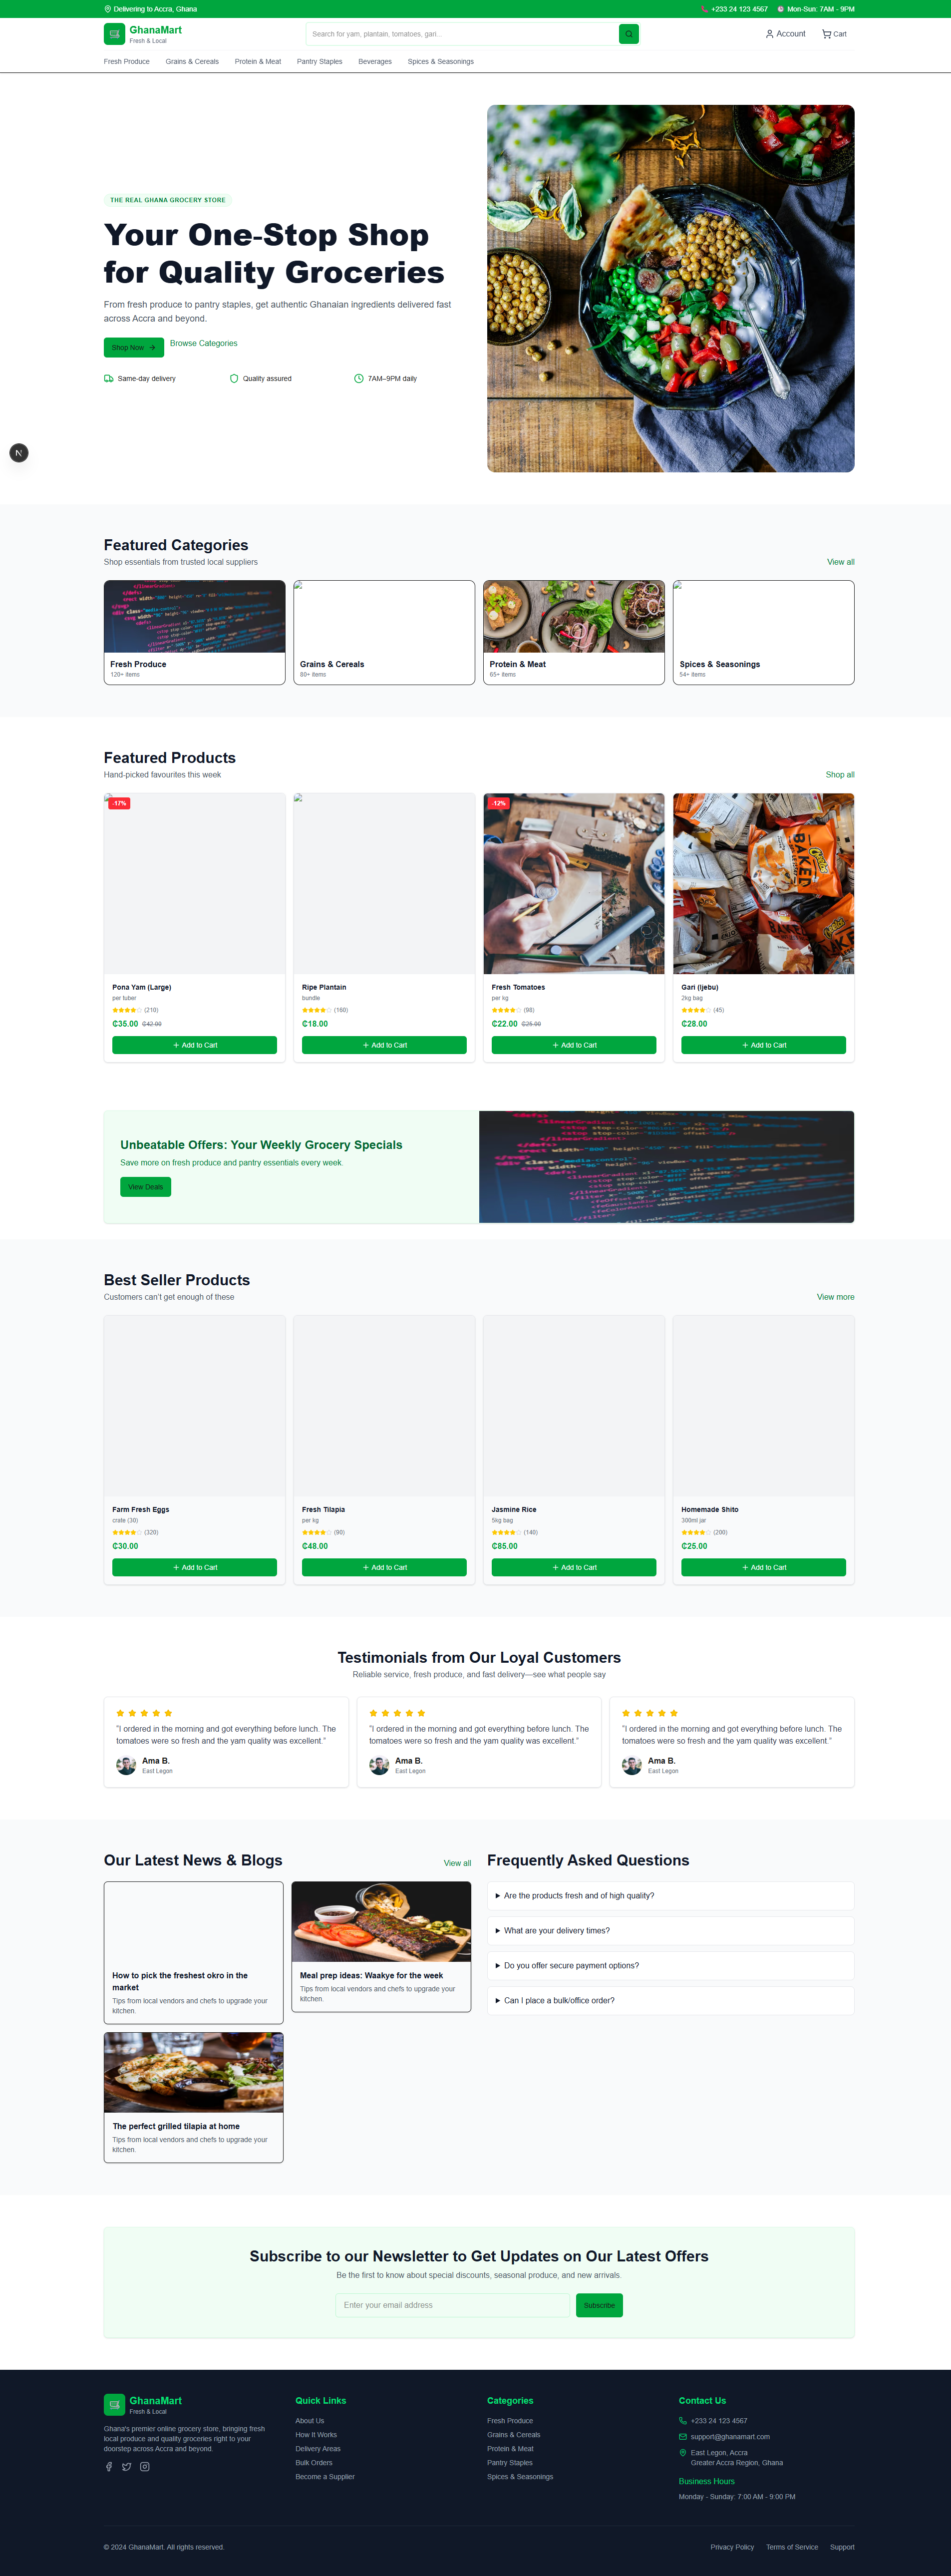 Delivering to Accra, Ghana
+233 24 123 4567
Mon-Sun: 7AM - 9PM
GhanaMart
Fresh & Local
Search for yam, plantain, tomatoes, gari...
Account
Cart
Fresh Produce
Grains & Cereals
Protein & Meat
Pantry Staples
Beverages
Spices & Seasonings
THE REAL GHANA GROCERY STORE
Your One-Stop Shop
for Quality Groceries
From fresh produce to pantry staples, get authentic Ghanaian ingredients delivered fast
across Accra and beyond.
Shop Now
Browse Categories
Same-day delivery
Quality assured
7AM–9PM daily
N
Featured Categories
Shop essentials from trusted local suppliers
View all
Fresh Produce
120+ items
Grains & Cereals
80+ items
Protein & Meat
65+ items
Spices & Seasonings
54+ items
Featured Products
Hand-picked favourites this week
Shop all
-17%
-12%
BAKED
Pona Yam (Large)
per tuber
(210)
₵35.00 ₵42.00
Add to Cart
Ripe Plantain
bundle
(180)
₵18.00
Add to Cart
Fresh Tomatoes
per kg
(98)
₵22.00 ₵25.00
Add to Cart
Gari (Ijebu)
2kg bag
(45)
₵28.00
Add to Cart
Unbeatable Offers: Your Weekly Grocery Specials
Save more on fresh produce and pantry essentials every week.
View Deals
Best Seller Products
Customers can't get enough of these
View more
Farm Fresh Eggs
crate (30)
(320)
₵30.00
Add to Cart
Fresh Tilapia
per kg
(90)
₵48.00
Add to Cart
Jasmine Rice
5kg bag
(140)
₵85.00
Add to Cart
Homemade Shito
300ml jar
(200)
₵25.00
Add to Cart
Testimonials from Our Loyal Customers
Reliable service, fresh produce, and fast delivery—see what people say
"I ordered in the morning and got everything before lunch. The
tomatoes were so fresh and the yam quality was excellent."
Ama B.
East Legon
"I ordered in the morning and got everything before lunch. The
tomatoes were so fresh and the yam quality was excellent."
Ama B.
East Legon
"I ordered in the morning and got everything before lunch. The
tomatoes were so fresh and the yam quality was excellent."
Ama B.
East Legon
Our Latest News & Blogs
View all
How to pick the freshest okro in the
market
Tips from local vendors and chefs to upgrade your
kitchen.
Meal prep ideas: Waakye for the week
Tips from local vendors and chefs to upgrade your
kitchen.
The perfect grilled tilapia at home
Tips from local vendors and chefs to upgrade your
kitchen.
Frequently Asked Questions
Are the products fresh and of high quality?
What are your delivery times?
Do you offer secure payment options?
Can I place a bulk/office order?
Subscribe to our Newsletter to Get Updates on Our Latest Offers
Be the first to know about special discounts, seasonal produce, and new arrivals.
Enter your email address
Subscribe
GhanaMart
Fresh & Local
Ghana's premier online grocery store, bringing fresh
local produce and quality groceries right to your
doorstep across Accra and beyond.
Quick Links
About Us
How It Works
Delivery Areas
Bulk Orders
Become a Supplier
Categories
Fresh Produce
Grains & Cereals
Protein & Meat
Pantry Staples
Spices & Seasonings
Contact Us
+233 24 123 4567
support@ghanamart.com
East Legon, Accra
Greater Accra Region, Ghana
Business Hours
Monday - Sunday: 7:00 AM - 9:00 PM
© 2024 GhanaMart. All rights reserved.
Privacy Policy
Terms of Service
Support